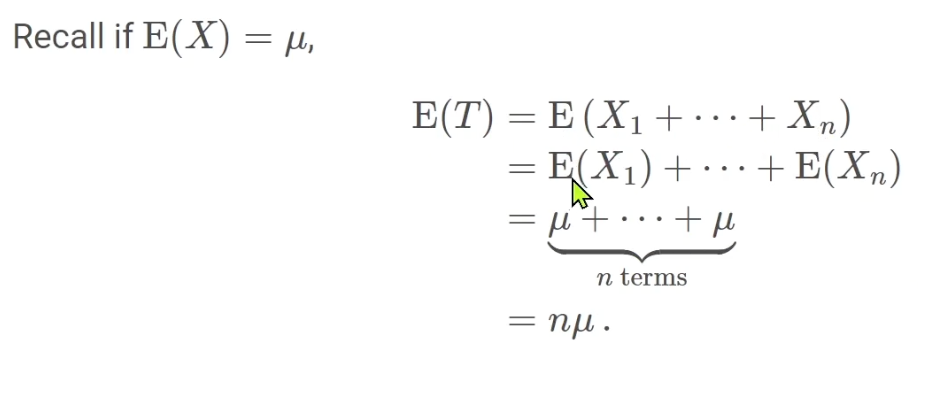 Recall if E(X) = μ,
E(T) = E (X₁ + ··· + Xₙ)
= E(X₁) + ··· + E(Xₙ)
= μ + ··· + μ
n terms
= nμ .